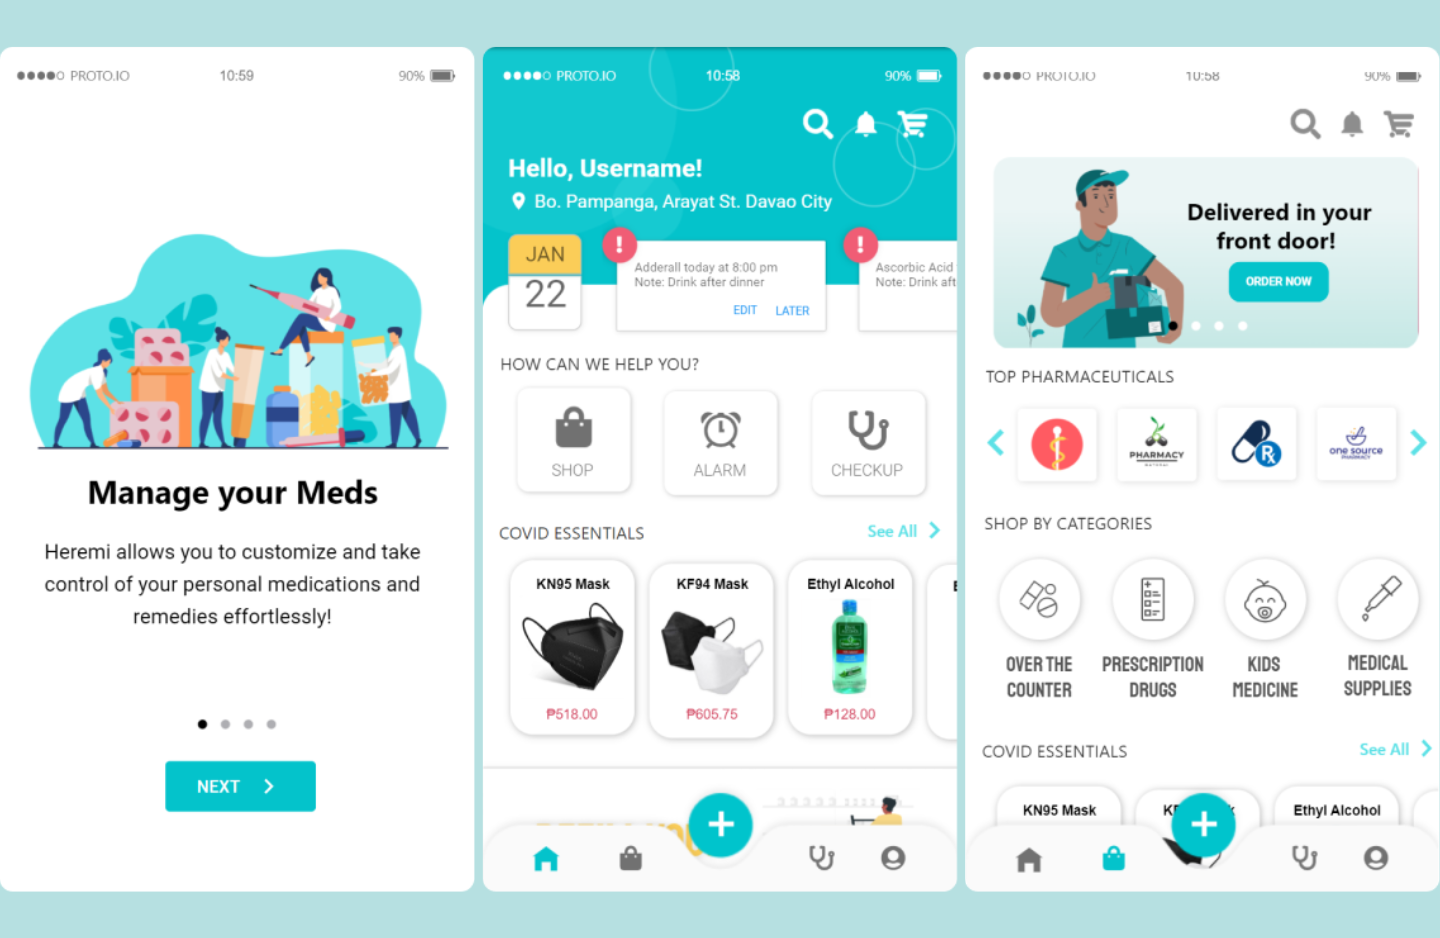 PROTO.IO
10:59
90%
Manage your Meds
Heremi allows you to customize and take
control of your personal medications and
remedies effortlessly!
NEXT
PROTO.IO
10:58
90%
Hello, Username!
Bo. Pampanga, Arayat St. Davao City
JAN
22
!
Adderall today at 8:00 pm
Note: Drink after dinner
EDIT LATER
!
Ascorbic Acid
Note: Drink aft
HOW CAN WE HELP YOU?
SHOP
ALARM
CHECKUP
COVID ESSENTIALS
See All
KN95 Mask
₱518.00
KF94 Mask
₱605.75
Ethyl Alcohol
₱128.00
PROTO.IO
10:58
90%
Delivered in your
front door!
ORDER NOW
TOP PHARMACEUTICALS
PHARMACY
NATURAL
Rx
one source
PHARMACY
SHOP BY CATEGORIES
OVER THE
COUNTER
PRESCRIPTION
DRUGS
KIDS
MEDICINE
MEDICAL
SUPPLIES
COVID ESSENTIALS
See All
KN95 Mask
Ethyl Alcohol